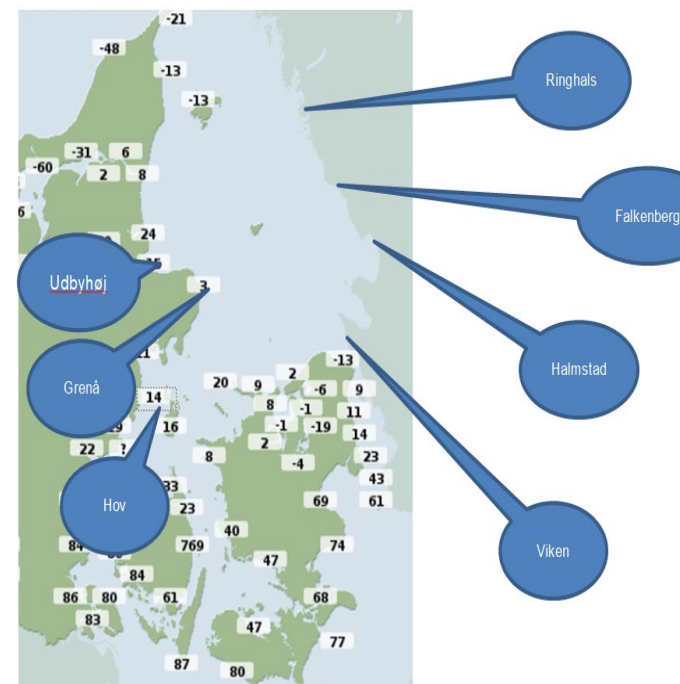 -21
-48
-13
-13
Ringhals
-31 6
-60
2 8
6
Falkenberg
24
Udbyhøj
3
Halmstad
-13
2
20 9 -6 9
Grenå
14
8 -1 11
16 -1 -19 14
22 2
8 -4 23
43
33
69 61
Hov
23
40
84 769 74
47
84
Viken
86 80 61 68
83
47
77
87
80